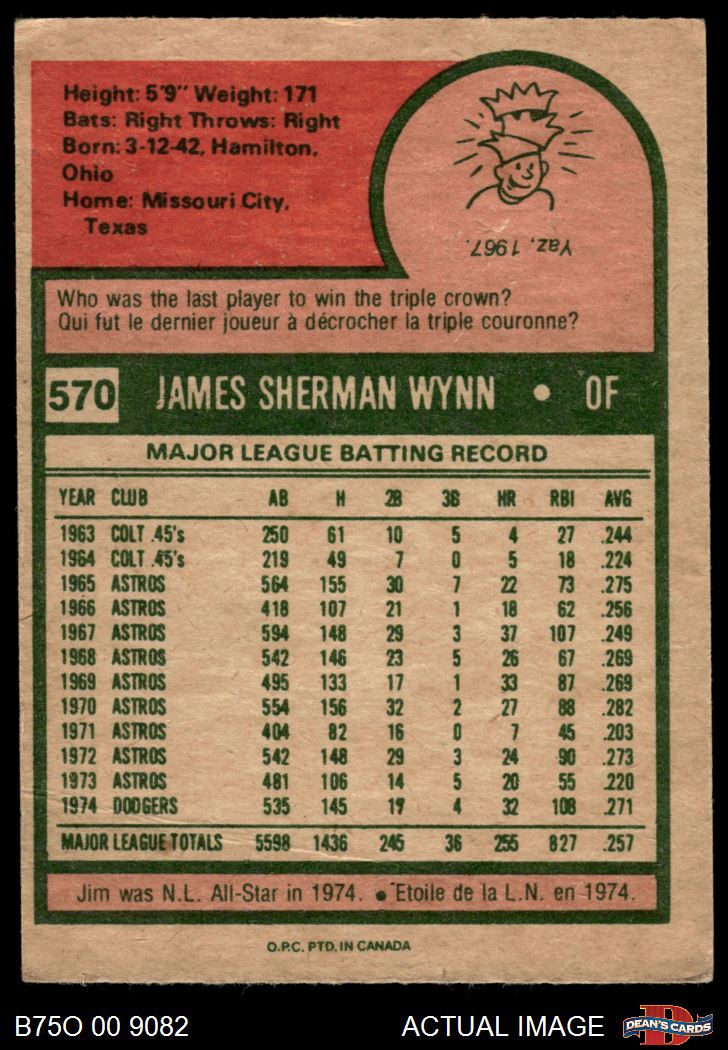 Height: 5'9" Weight: 171
Bats: Right Throws: Right
Born: 3-12-42, Hamilton,
Ohio
Home: Missouri City,
Texas
Yaz, 1967.
Who was the last player to win the triple crown?
Qui fut le dernier joueur à décrocher la triple couronne?
570 JAMES SHERMAN WYNN • OF
MAJOR LEAGUE BATTING RECORD
YEAR CLUB AB H 2B 3B HR RBI AVG
1963 COLT .45's 250 61 10 5 4 27 .244
1964 COLT .45's 219 49 7 0 5 18 .224
1965 ASTROS 564 155 30 7 22 73 .275
1966 ASTROS 418 107 21 1 18 62 .256
1967 ASTROS 594 148 29 3 37 107 .249
1968 ASTROS 542 146 23 5 26 67 .269
1969 ASTROS 495 133 17 1 33 87 .269
1970 ASTROS 554 156 32 2 27 88 .282
1971 ASTROS 404 82 16 0 7 45 .203
1972 ASTROS 542 148 29 3 24 90 .273
1973 ASTROS 481 106 14 5 20 55 .220
1974 DODGERS 535 145 17 4 32 108 .271
MAJOR LEAGUE TOTALS 5598 1436 245 36 255 827 .257
Jim was N.L. All-Star in 1974. • Etoile de la L.N. en 1974.
O.P.C. PTD. IN CANADA
B75O 00 9082 ACTUAL IMAGE D DEAN'S CARDS